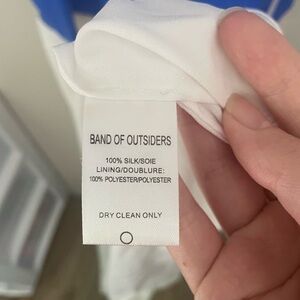 BAND OF OUTSIDERS
100% SILK/SOIE
LINING/DOUBLURE:
100% POLYESTER/POLYESTER
DRY CLEAN ONLY